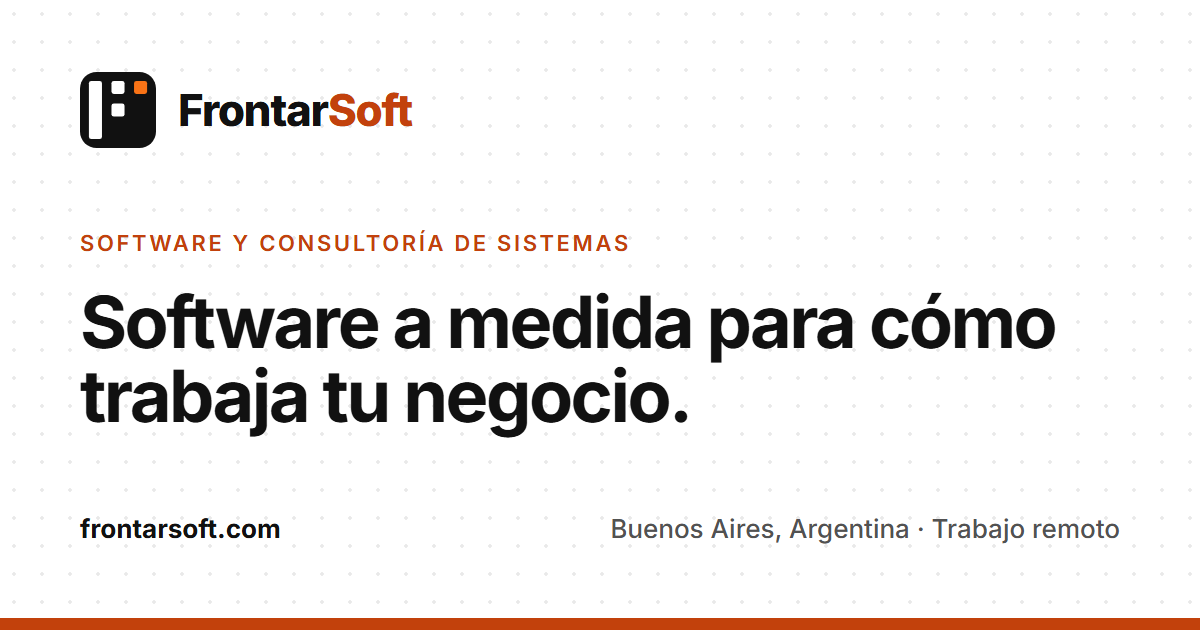 FrontarSoft
SOFTWARE Y CONSULTORÍA DE SISTEMAS
Software a medida para cómo
trabaja tu negocio.
frontarsoft.com
Buenos Aires, Argentina · Trabajo remoto